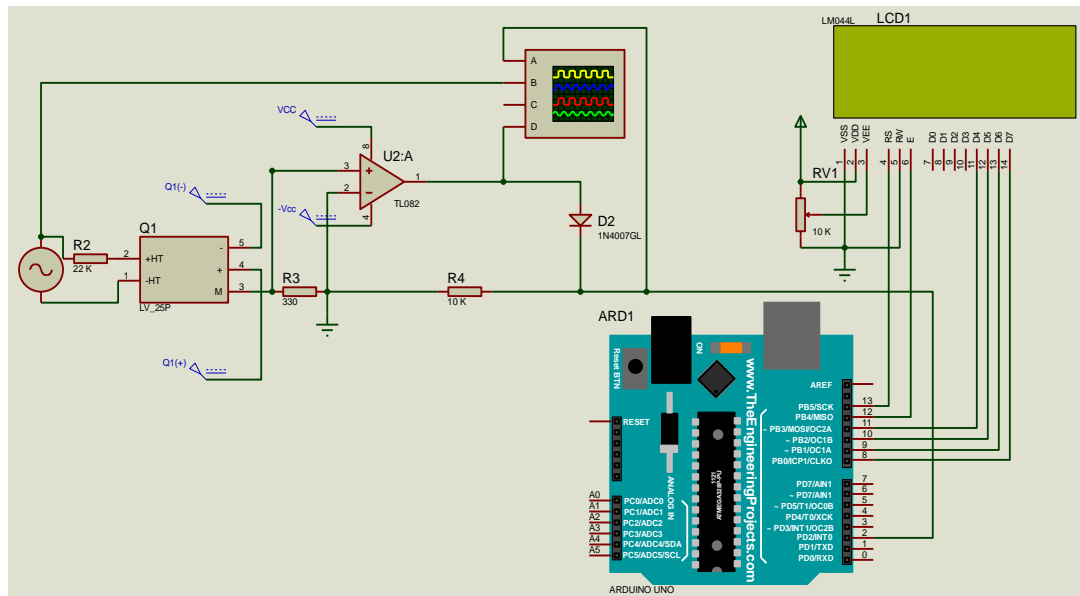 LM044L
LCD1
VSS
VDD
VEE
RS
RW
E
D0
D1
D2
D3
D4
D5
D6
D7
1
2
3
4
5
6
7
8
9
10
11
12
13
14
RV1
10 K
A
B
C
D
VCC
8
U2:A
3
2
1
4
TL082
-Vcc
Q1(-)
Q1
R2
22 K
2
+HT
1
-HT
-
5
+
4
M
3
LV_25P
Q1(+)
R3
330
R4
10 K
D2
1N4007GL
ARD1
Reset BTN
ON
www.TheEngineeringProjects.com
ANALOG IN
ATMEGA328P-PU
1121
RESET
A0
PC0/ADC0
A1
PC1/ADC1
A2
PC2/ADC2
A3
PC3/ADC3
A4
PC4/ADC4/SDA
A5
PC5/ADC5/SCL
AREF
PB5/SCK
13
PB4/MISO
12
~ PB3/MOSI/OC2A
11
~ PB2/OC1B
10
~ PB1/OC1A
9
PB0/ICP1/CLKO
8
PD7/AIN1
7
~ PD7/AIN1
6
~ PD5/T1/OC0B
5
PD4/T0/XCK
4
~ PD3/INT1/OC2B
3
PD2/INT0
2
PD1/TXD
1
PD0/RXD
0
ARDUINO UNO